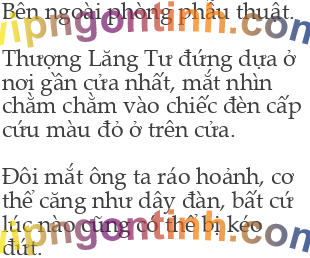 Bên ngoài phòng phẫu thuật.
vipngontinh.com
Thượng Lăng Tư đứng dựa ở
nơi gần cửa nhất, mắt nhìn
chằm chằm vào chiếc đèn cấp
cứu màu đỏ ở trên cửa.
Đôi mắt ông ta ráo hoảnh, cơ
thể căng như dây đàn, bất cứ
lúc nào cũng có thể bị kéo
vipngontinh.com
đứt.